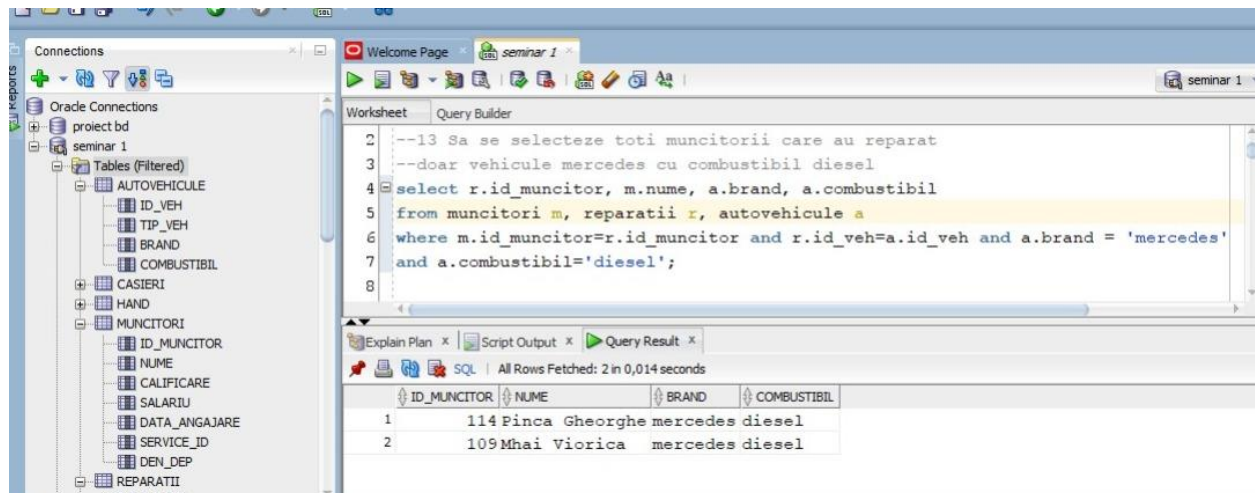 SQL
Connections
Reports
Oracle Connections
proiect bd
seminar 1
Tables (Filtered)
AUTOVEHICULE
ID_VEH
TIP_VEH
BRAND
COMBUSTIBIL
CASIERI
HAND
MUNCITORI
ID_MUNCITOR
NUME
CALIFICARE
SALARIU
DATA_ANGAJARE
SERVICE_ID
DEN_DEP
REPARATII
Welcome Page
seminar 1
seminar 1
Worksheet Query Builder
2 --13 Sa se selecteze toti muncitorii care au reparat
3 --doar vehicule mercedes cu combustibil diesel
4 select r.id_muncitor, m.nume, a.brand, a.combustibil
5 from muncitori m, reparatii r, autovehicule a
6 where m.id_muncitor=r.id_muncitor and r.id_veh=a.id_veh and a.brand = 'mercedes'
7 and a.combustibil='diesel';
8
Explain Plan x Script Output x Query Result x
SQL | All Rows Fetched: 2 in 0,014 seconds
ID_MUNCITOR NUME BRAND COMBUSTIBIL
1 114 Pinca Gheorghe mercedes diesel
2 109 Mhai Viorica mercedes diesel